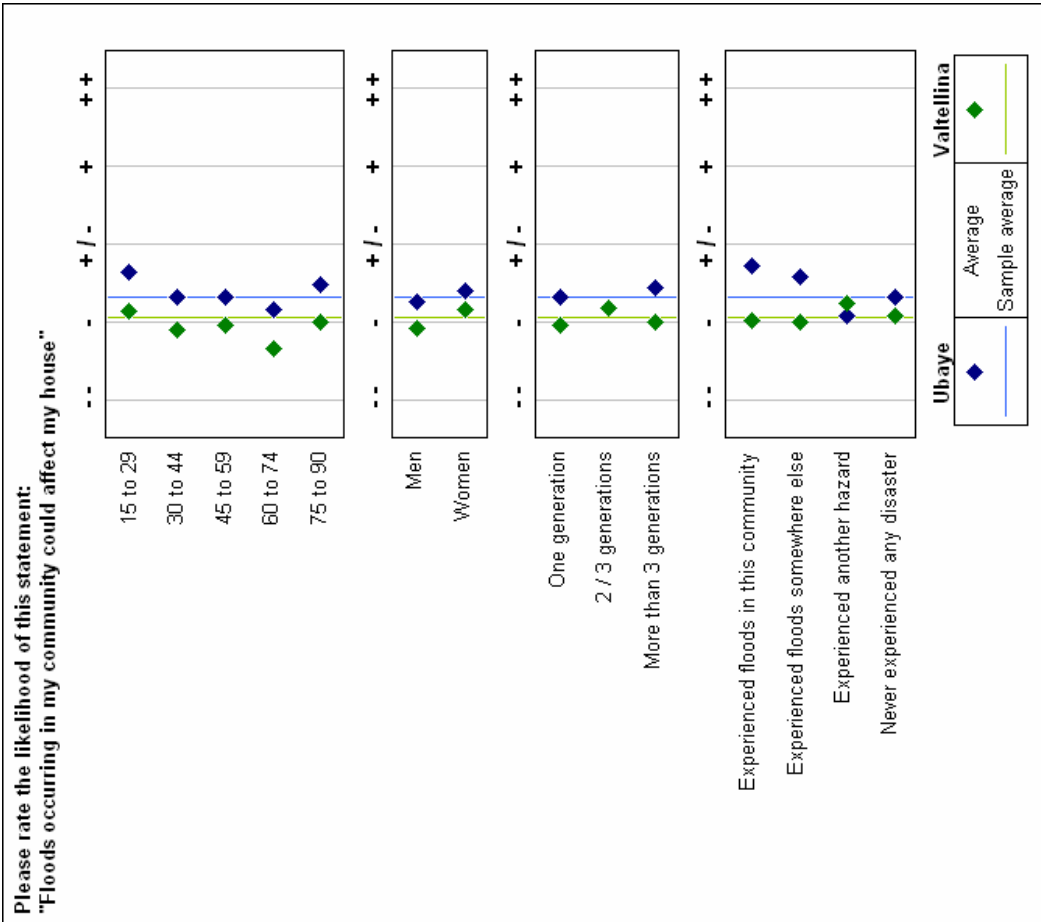 Please rate the likelihood of this statement:
"Floods occurring in my community could affect my house"
- -
-
+ / -
+
+ +
15 to 29
30 to 44
45 to 59
60 to 74
75 to 90
- -
-
+ / -
+
+ +
Men
Women
- -
-
+ / -
+
+ +
One generation
2 / 3 generations
More than 3 generations
- -
-
+ / -
+
+ +
Experienced floods in this community
Experienced floods somewhere else
Experienced another hazard
Never experienced any disaster
Ubaye
Valtellina
Average
Sample average